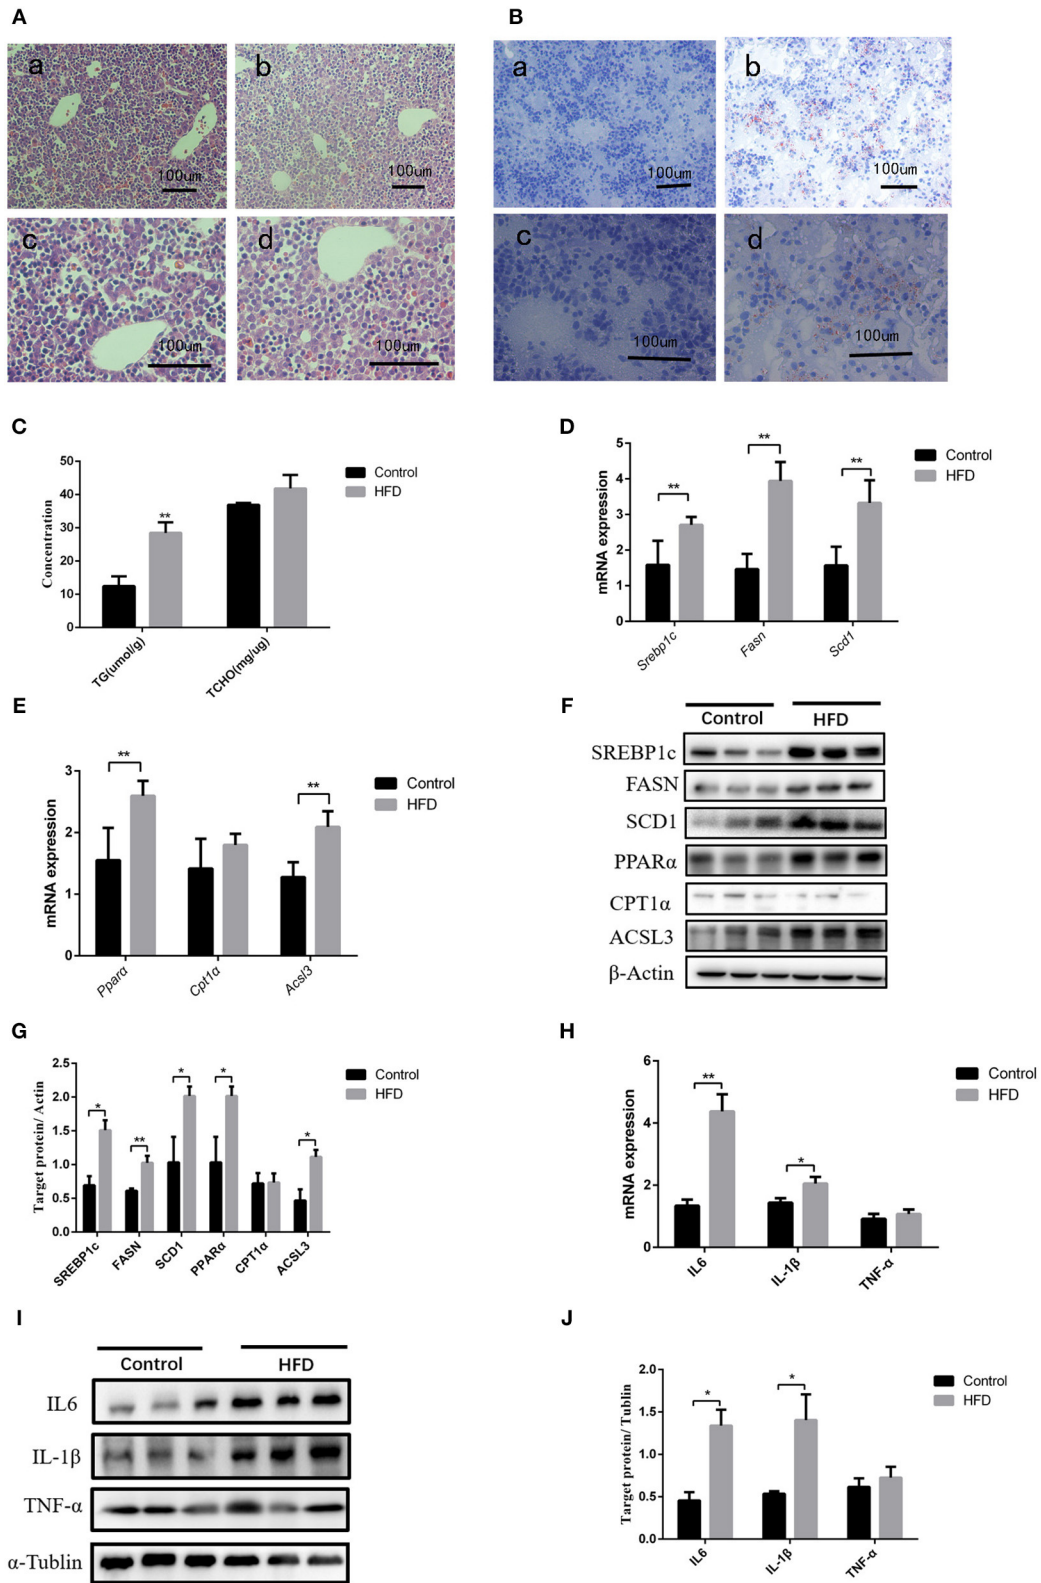 A
B
a
100um
b
100um
a
100um
b
100um
c
100um
d
100um
c
100um
d
100um
C
Concentration
50
40
30
20
10
0
**
TG(umol/g)
TCHO(mg/ug)
Control
HFD
D
mRNA expression
5
4
3
2
1
0
**
**
**
Srebp1c
Fasn
Scd1
Control
HFD
E
mRNA expression
3
2
1
0
**
**
Pparα
Cpt1α
Acsl3
Control
HFD
F
Control HFD
SREBP1c
FASN
SCD1
PPARα
CPT1α
ACSL3
β-Actin
G
Target protein/ Actin
2.5
2.0
1.5
1.0
0.5
0.0
*
**
*
*
*
SREBP1c
FASN
SCD1
PPARα
CPT1α
ACSL3
Control
HFD
H
mRNA expression
6
4
2
0
**
*
IL6
IL-1β
TNF-α
Control
HFD
I
Control HFD
IL6
IL-1β
TNF-α
α-Tublin
J
Target protein/ Tublin
2.0
1.5
1.0
0.5
0.0
*
*
IL6
IL-1β
TNF-α
Control
HFD